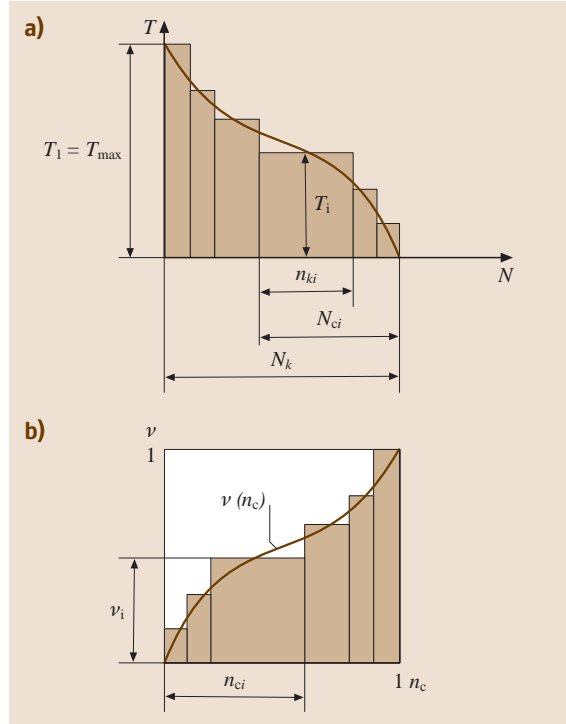 a)
T
T1 = Tmax
Ti
N
nki
Nci
Nk
b)
ν
1
ν (nc)
νi
nci
1 nc